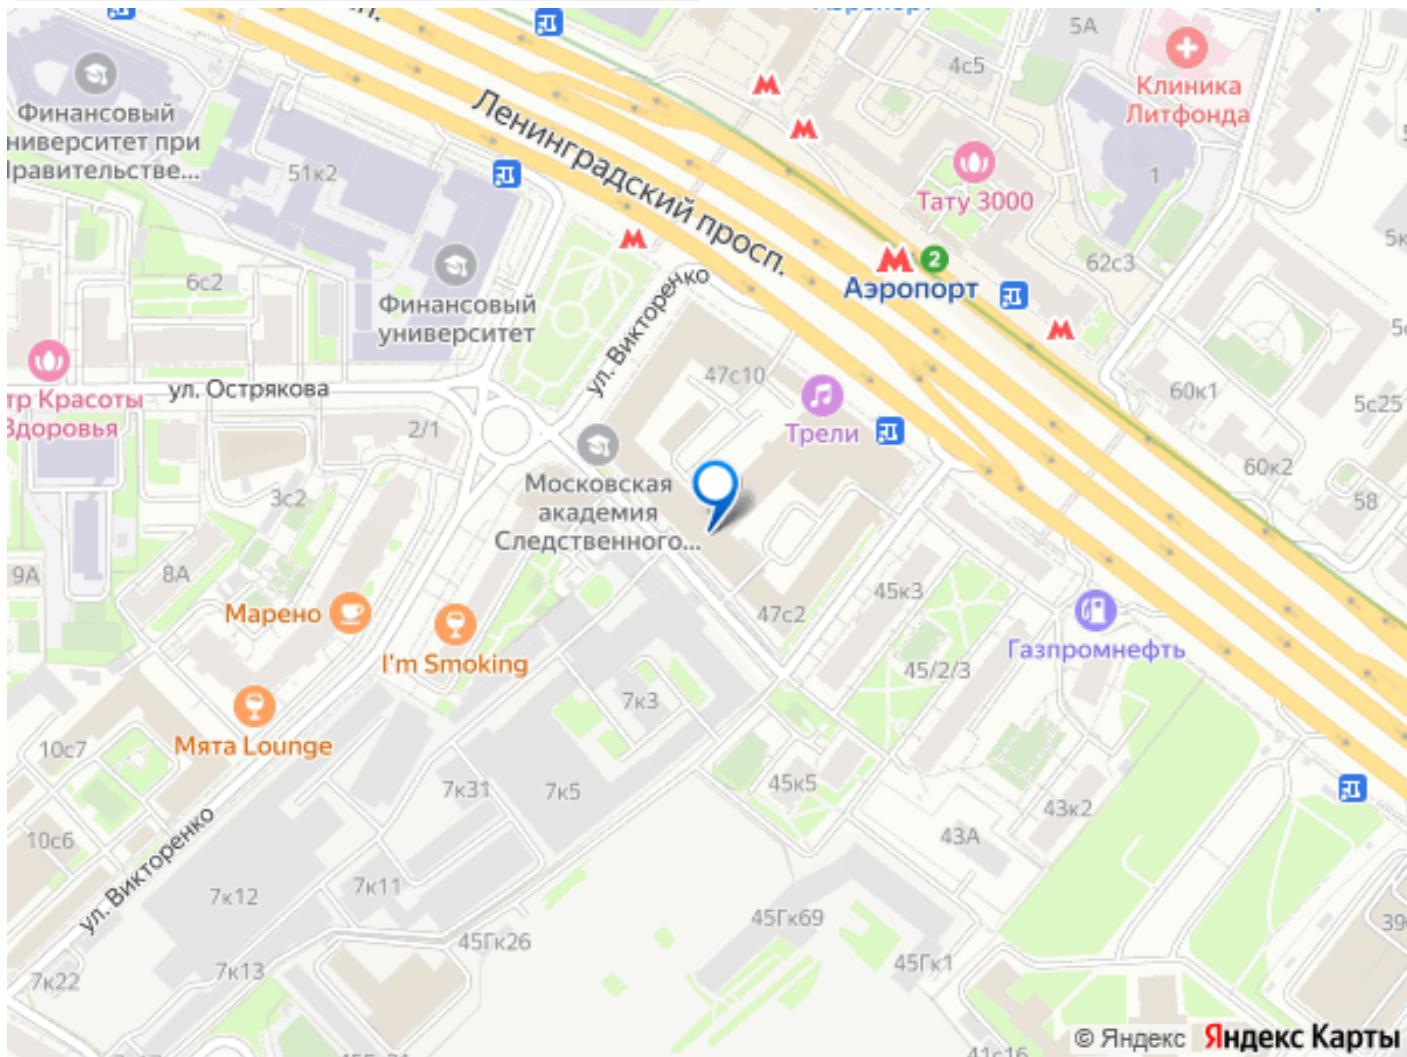 Финансовый
ниверситет при
Правительстве...
51к2
Ленинградский просп.
4с5
5А
Клиника
Литфонда
1
Тату 3000
62с3
2
Аэропорт
6с2
Финансовый
университет
ул. Викторенко
ул. Острякова
тр Красоты
Здоровья
2/1
47с10
Трели
60к1
5с25
60к2
58
3с2
Московская
академия
Следственного...
9А
8А
Марено
I'm Smoking
47с2
45к3
45/2/3
Газпромнефть
7к3
Мята Lounge
10с7
7к31
7к5
45к5
43к2
43А
10с6
ул. Викторенко
7к12
7к11
45Гк69
45Гк26
45Гк1
7к22
7к13
41с16
© Яндекс
Яндекс Карты